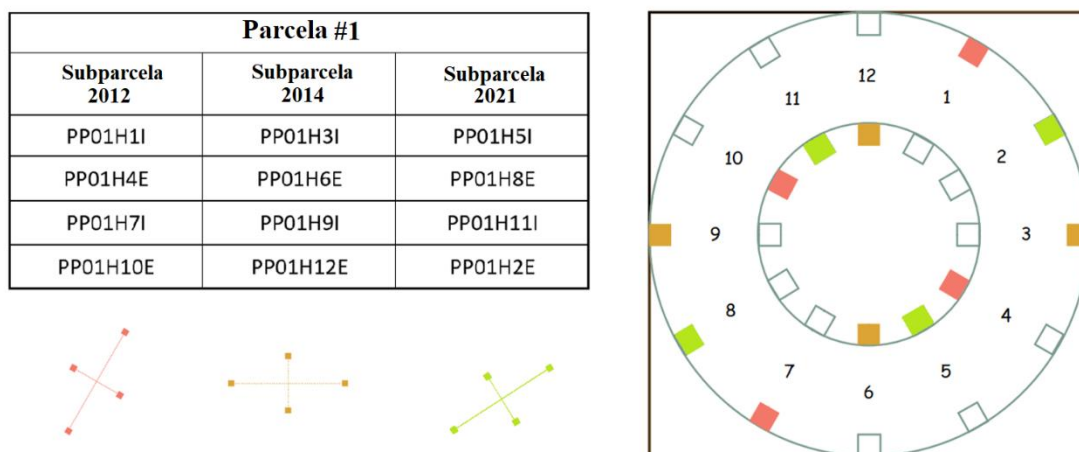 Parcela #1
Subparcela 2012 Subparcela 2014 Subparcela 2021
PP01H1I PP01H3I PP01H5I
PP01H4E PP01H6E PP01H8E
PP01H7I PP01H9I PP01H11I
PP01H10E PP01H12E PP01H2E
12
1
2
3
4
5
6
7
8
9
10
11